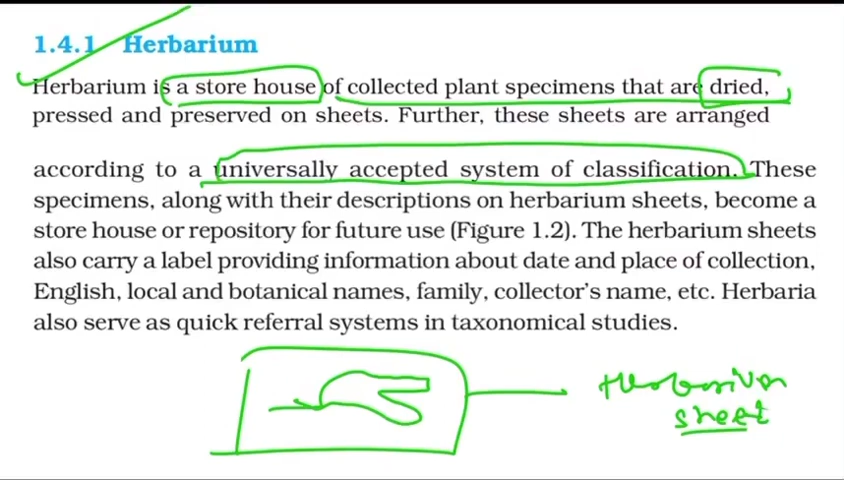 1.4.1 Herbarium
Herbarium is a store house of collected plant specimens that are dried,
pressed and preserved on sheets. Further, these sheets are arranged
according to a universally accepted system of classification. These
specimens, along with their descriptions on herbarium sheets, become a
store house or repository for future use (Figure 1.2). The herbarium sheets
also carry a label providing information about date and place of collection,
English, local and botanical names, family, collector's name, etc. Herbaria
also serve as quick referral systems in taxonomical studies.
Herbarium
sheet